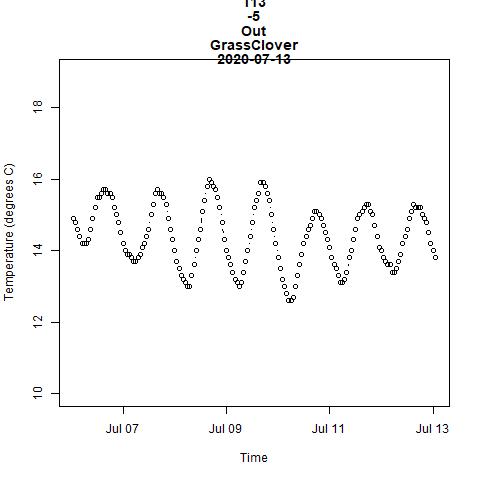 -5
Out
GrassClover
2020-07-13
Temperature (degrees C)
18
16
14
12
10
Jul 07
Jul 09
Jul 11
Jul 13
Time